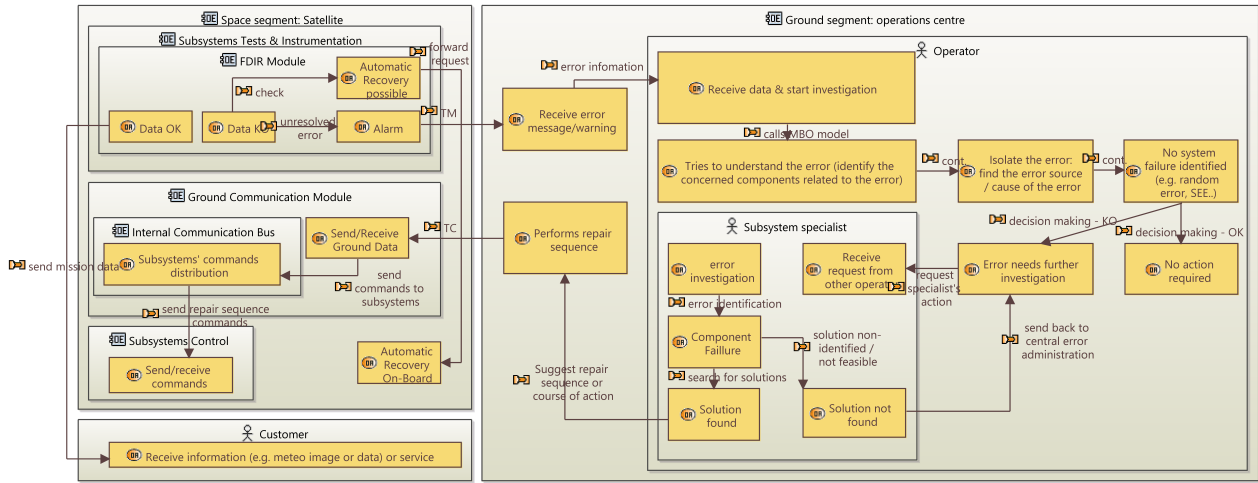 Space segment: Satellite
Subsystems Tests & Instrumentation
FDIR Module
forward
request
Automatic
Recovery
possible
check
Data OK
unresolved
error
Alarm
TM
Ground Communication Module
Internal Communication Bus
Subsystems' commands
distribution
Send/Receive
Ground Data
TC
send mission data
send
commands to
subsystems
send repair sequence
commands
Subsystems Control
Send/receive
commands
Automatic
Recovery
On-Board
Customer
Receive information (e.g. meteo image or data) or service
Ground segment: operations centre
error infomation
Receive error
message/warning
Performs repair
sequence
Suggest repair
sequence or
course of action
Operator
Receive data & start investigation
calls MBO model
Tries to understand the error (identify the
concerned components related to the error)
cont.
Isolate the error:
find the error source
/ cause of the error
cont.
No system
failure identified
(e.g. random
error, SEE..)
decision making - KO
decision making - OK
Error needs further
investigation
No action
required
request
specialist's
action
send back to
central error
administration
Subsystem specialist
error
investigation
Receive
request from
other
error identification
Component
Faillure
solution non-
identified /
not feasible
search for solutions
Solution
found
Solution not
found